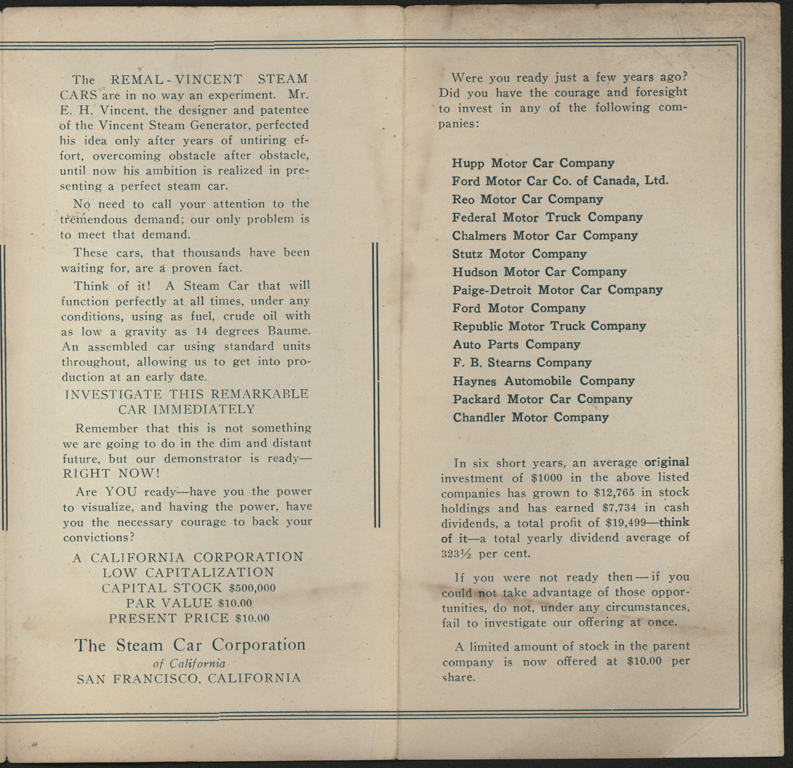 The REMAL-VINCENT STEAM
CARS are in no way an experiment. Mr.
E. H. Vincent, the designer and patentee
of the Vincent Steam Generator, perfected
his idea only after years of untiring ef-
fort, overcoming obstacle after obstacle,
until now his ambition is realized in pre-
senting a perfect steam car.
No need to call your attention to the
tremendous demand; our only problem is
to meet that demand.
These cars, that thousands have been
waiting for, are a proven fact.
Think of it! A Steam Car that will
function perfectly at all times, under any
conditions, using as fuel, crude oil with
as low a gravity as 14 degrees Baume.
An assembled car using standard units
throughout, allowing us to get into pro-
duction at an early date.
INVESTIGATE THIS REMARKABLE
CAR IMMEDIATELY
Remember that this is not something
we are going to do in the dim and distant
future, but our demonstrator is ready—
RIGHT NOW!
Are YOU ready—have you the power
to visualize, and having the power, have
you the necessary courage to back your
convictions?
A CALIFORNIA CORPORATION
LOW CAPITALIZATION
CAPITAL STOCK $500,000
PAR VALUE $10.00
PRESENT PRICE $10.00
The Steam Car Corporation
of California
SAN FRANCISCO, CALIFORNIA
Were you ready just a few years ago?
Did you have the courage and foresight
to invest in any of the following com-
panies:
Hupp Motor Car Company
Ford Motor Car Co. of Canada, Ltd.
Reo Motor Car Company
Federal Motor Truck Company
Chalmers Motor Car Company
Stutz Motor Company
Hudson Motor Car Company
Paige-Detroit Motor Car Company
Ford Motor Company
Republic Motor Truck Company
Auto Parts Company
F. B. Stearns Company
Haynes Automobile Company
Packard Motor Car Company
Chandler Motor Company
In six short years, an average original
investment of $1000 in the above listed
companies has grown to $12,765 in stock
holdings and has earned $7,734 in cash
dividends, a total profit of $19,499—think
of it—a total yearly dividend average of
323½ per cent.
If you were not ready then—if you
could not take advantage of those oppor-
tunities, do not, under any circumstances,
fail to investigate our offering at once.
A limited amount of stock in the parent
company is now offered at $10.00 per
share.